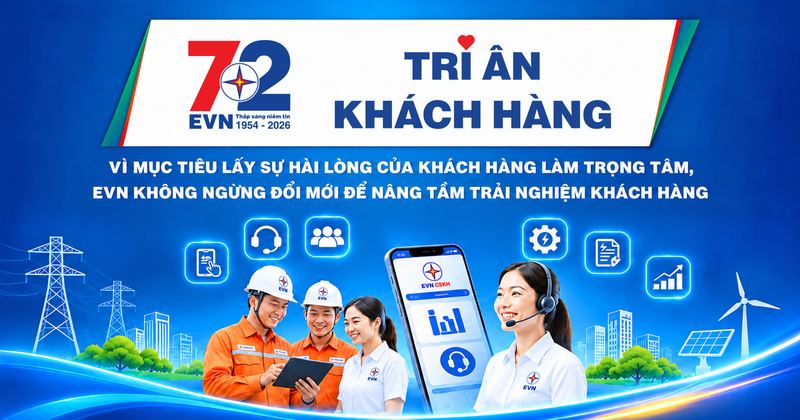 72
TRI ÂN
KHÁCH HÀNG
Thắp sáng niềm tin
EVN 1954 - 2026
VÌ MỤC TIÊU LẤY SỰ HÀI LÒNG CỦA KHÁCH HÀNG LÀM TRỌNG TÂM,
EVN KHÔNG NGỪNG ĐỔI MỚI ĐỂ NÂNG TẦM TRẢI NGHIỆM KHÁCH HÀNG
EVN CSKH
EVN
EVN